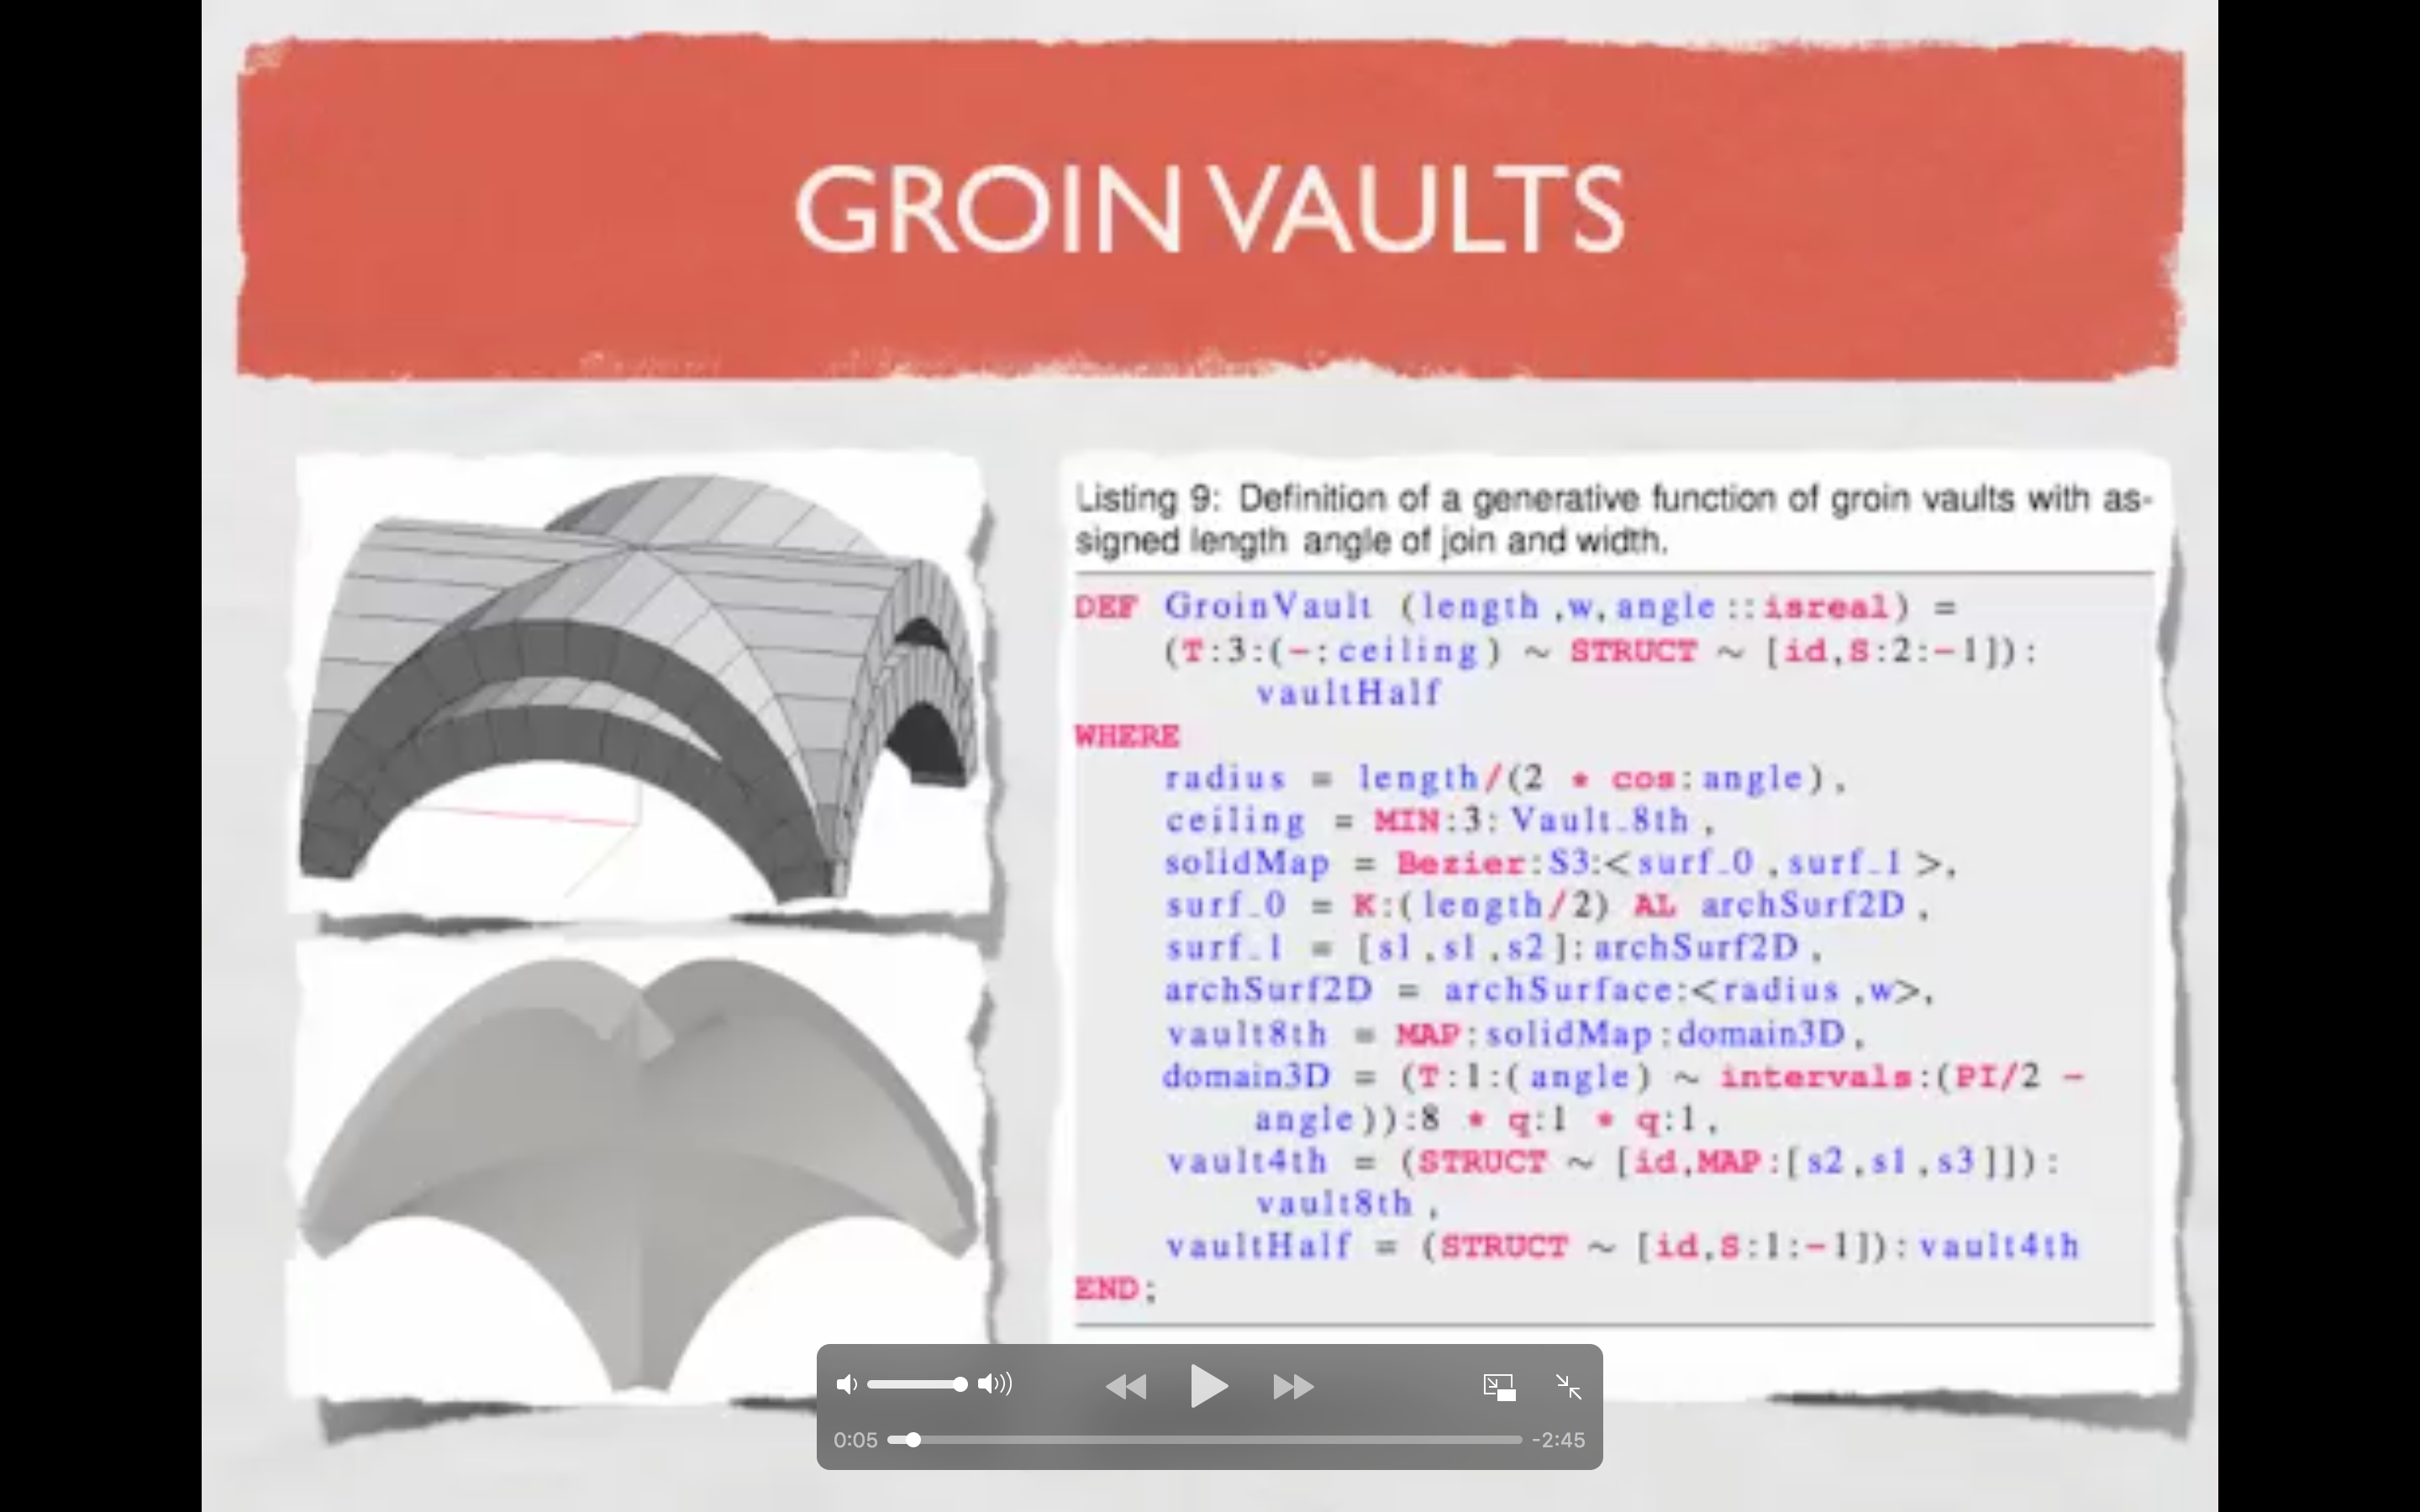 GROIN VAULTS
Listing 9: Definition of a generative function of groin vaults with as-
signed length angle of join and width.
DEF GroinVault (length ,w,angle::isreal) =
(T:3:(-:ceiling) ~ STRUCT ~ [id,S:2:-1]):
vaultHalf
WHERE
radius = length/(2 * cos:angle),
ceiling = MIN:3:Vault_8th,
solidMap = Bezier:S3:<surf_0 ,surf_1>,
surf_0 = K:(length/2) AL archSurf2D,
surf_1 = [s1,s1,s2]:archSurf2D,
archSurf2D = archSurface:<radius,w>,
vault8th = MAP:solidMap:domain3D,
domain3D = (T:1:(angle) ~ intervals:(PI/2 -
angle)):8 * q:1 * q:1,
vault4th = (STRUCT ~ [id,MAP:[s2,s1,s3]]):
vault8th,
vaultHalf = (STRUCT ~ [id,S:1:-1]):vault4th
END;
0:05
-2:45